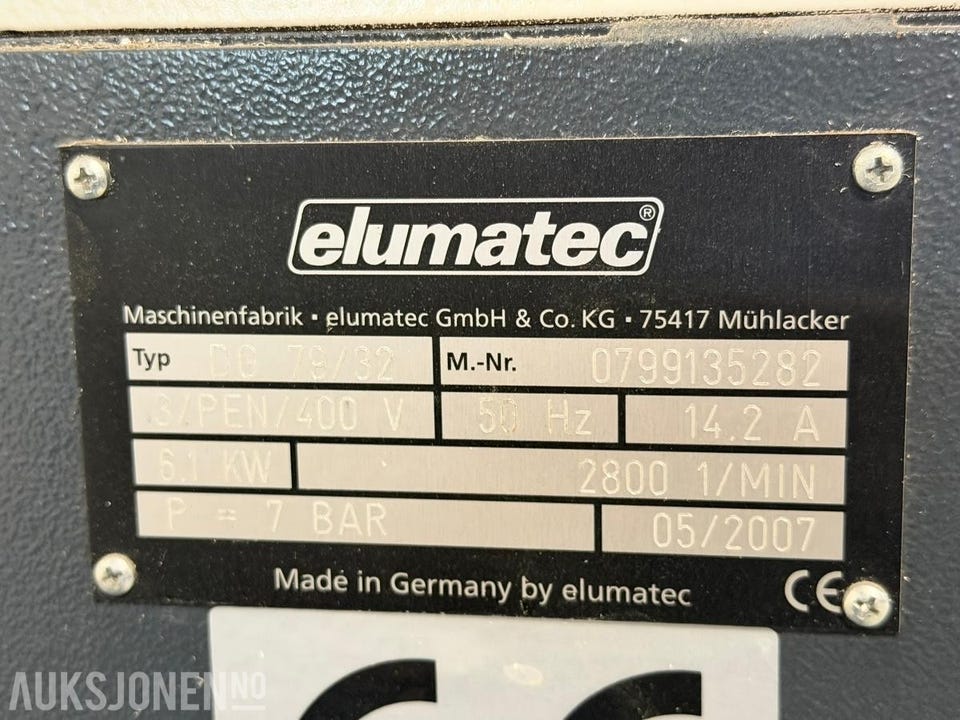 elumatec®
Maschinenfabrik • elumatec GmbH & Co. KG • 75417 Mühlacker
Typ DG 79/32 M.-Nr. 0799135282
3/PEN/400 V 50 Hz 14.2 A
6.1 KW 2800 1/MIN
P = 7 BAR 05/2007
Made in Germany by elumatec CE
CE
AUKSJONEN.NO